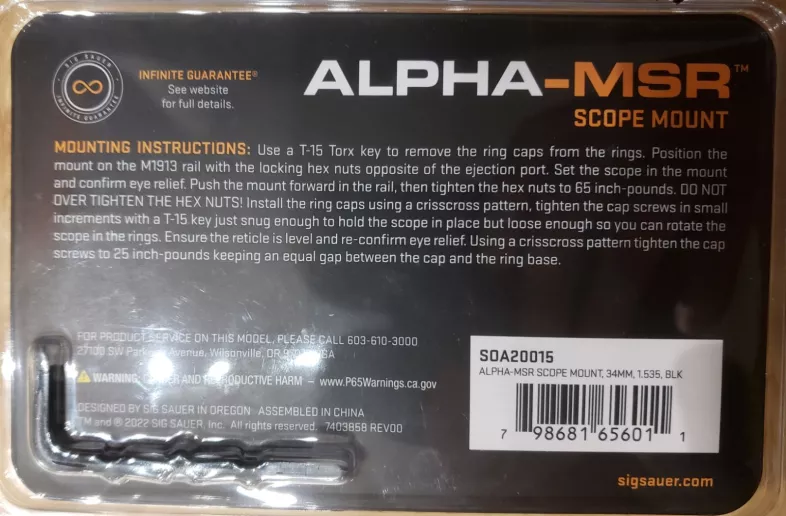 SIG SAUER
INFINITE GUARANTEE
INFINITE GUARANTEE®
See website
for full details.
ALPHA-MSR™
SCOPE MOUNT
MOUNTING INSTRUCTIONS: Use a T-15 Torx key to remove the ring caps from the rings. Position the
mount on the M1913 rail with the locking hex nuts opposite of the ejection port. Set the scope in the mount
and confirm eye relief. Push the mount forward in the rail, then tighten the hex nuts to 65 inch-pounds. DO NOT
OVER TIGHTEN THE HEX NUTS! Install the ring caps using a crisscross pattern, tighten the cap screws in small
increments with a T-15 key just snug enough to hold the scope in place but loose enough so you can rotate the
scope in the rings. Ensure the reticle is level and re-confirm eye relief. Using a crisscross pattern tighten the cap
screws to 25 inch-pounds keeping an equal gap between the cap and the ring base.
FOR PRODUCT SERVICE ON THIS MODEL, PLEASE CALL 603-610-3000
SW Avenue, Wilsonville, OR USA
WARNING: AND REPRODUCTIVE HARM – www.P65Warnings.ca.gov
DESIGNED BY SIG SAUER IN OREGON ASSEMBLED IN CHINA
TM and ® 2022 SIG SAUER, Inc. All rights reserved. 7403858 REV00
SOA20015
ALPHA-MSR SCOPE MOUNT, 34MM, 1.535, BLK
7 98681 65601 1
sigsauer.com